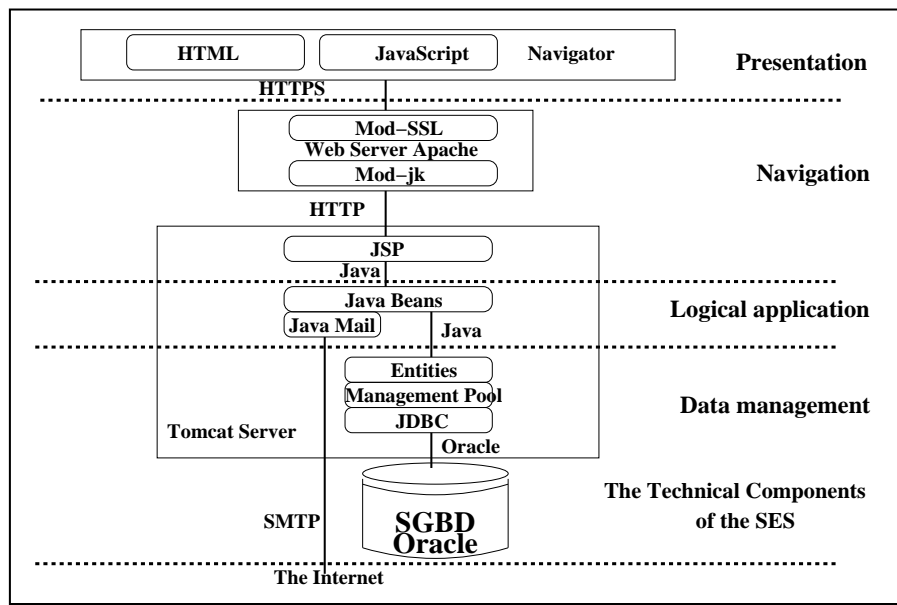 HTML
JavaScript
Navigator
Presentation
HTTPS
Mod−SSL
Web Server Apache
Mod−jk
Navigation
HTTP
JSP
Java
Java Beans
Logical application
Java Mail
Java
Entities
Management Pool
Data management
JDBC
Tomcat Server
Oracle
The Technical Components
of the SES
SMTP
SGBD
Oracle
The Internet